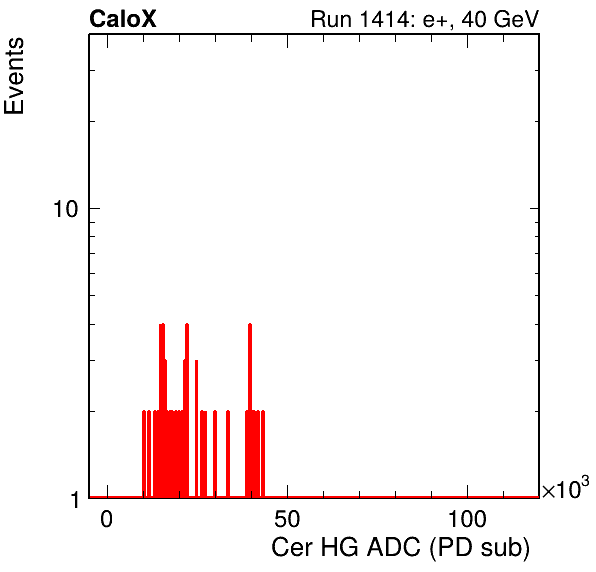 CaloX Run 1414: e+, 40 GeV
Events
10
1
0 50 100 ×10³
Cer HG ADC (PD sub)